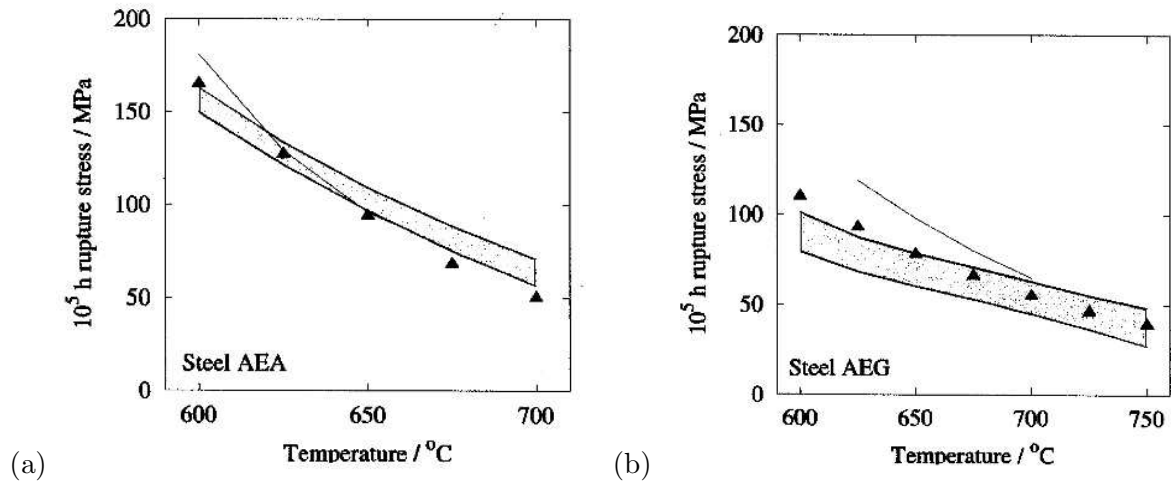 200
150
100
50
0
10⁵ h rupture stress / MPa
Steel AEA
600 650 700
Temperature / °C
(a)
200
150
100
50
0
10⁵ h rupture stress / MPa
Steel AEG
600 650 700 750
Temperature / °C
(b)